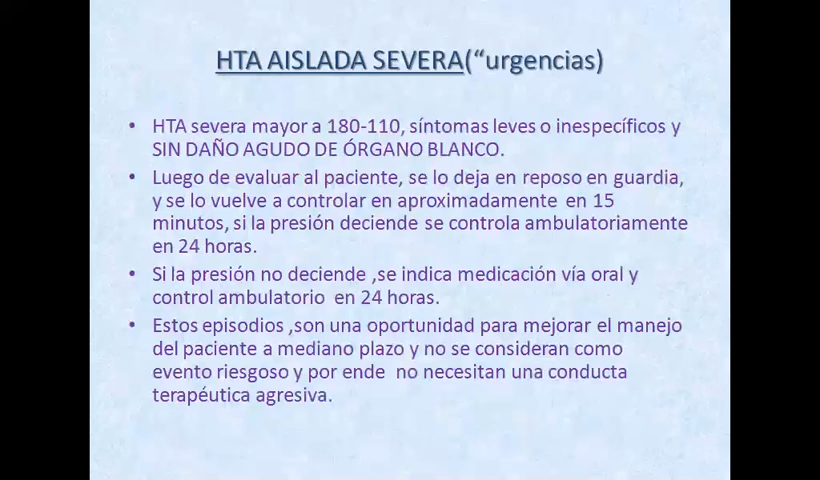 HTA AISLADA SEVERA(“urgencias)
• HTA severa mayor a 180-110, síntomas leves o inespecíficos y
SIN DAÑO AGUDO DE ÓRGANO BLANCO.
• Luego de evaluar al paciente, se lo deja en reposo en guardia,
y se lo vuelve a controlar en aproximadamente en 15
minutos, si la presión deciende se controla ambulatoriamente
en 24 horas.
• Si la presión no deciende ,se indica medicación vía oral y
control ambulatorio en 24 horas.
• Estos episodios ,son una oportunidad para mejorar el manejo
del paciente a mediano plazo y no se consideran como
evento riesgoso y por ende no necesitan una conducta
terapéutica agresiva.